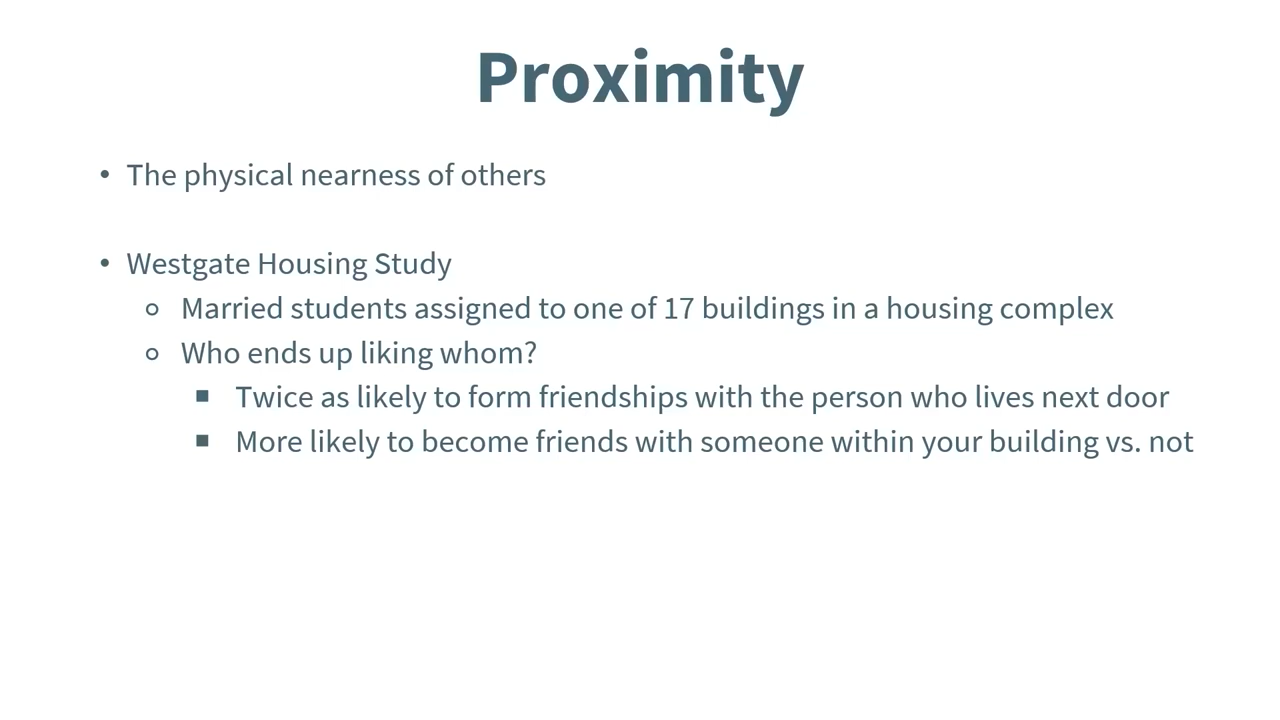 Proximity
• The physical nearness of others
• Westgate Housing Study
○ Married students assigned to one of 17 buildings in a housing complex
○ Who ends up liking whom?
■ Twice as likely to form friendships with the person who lives next door
■ More likely to become friends with someone within your building vs. not